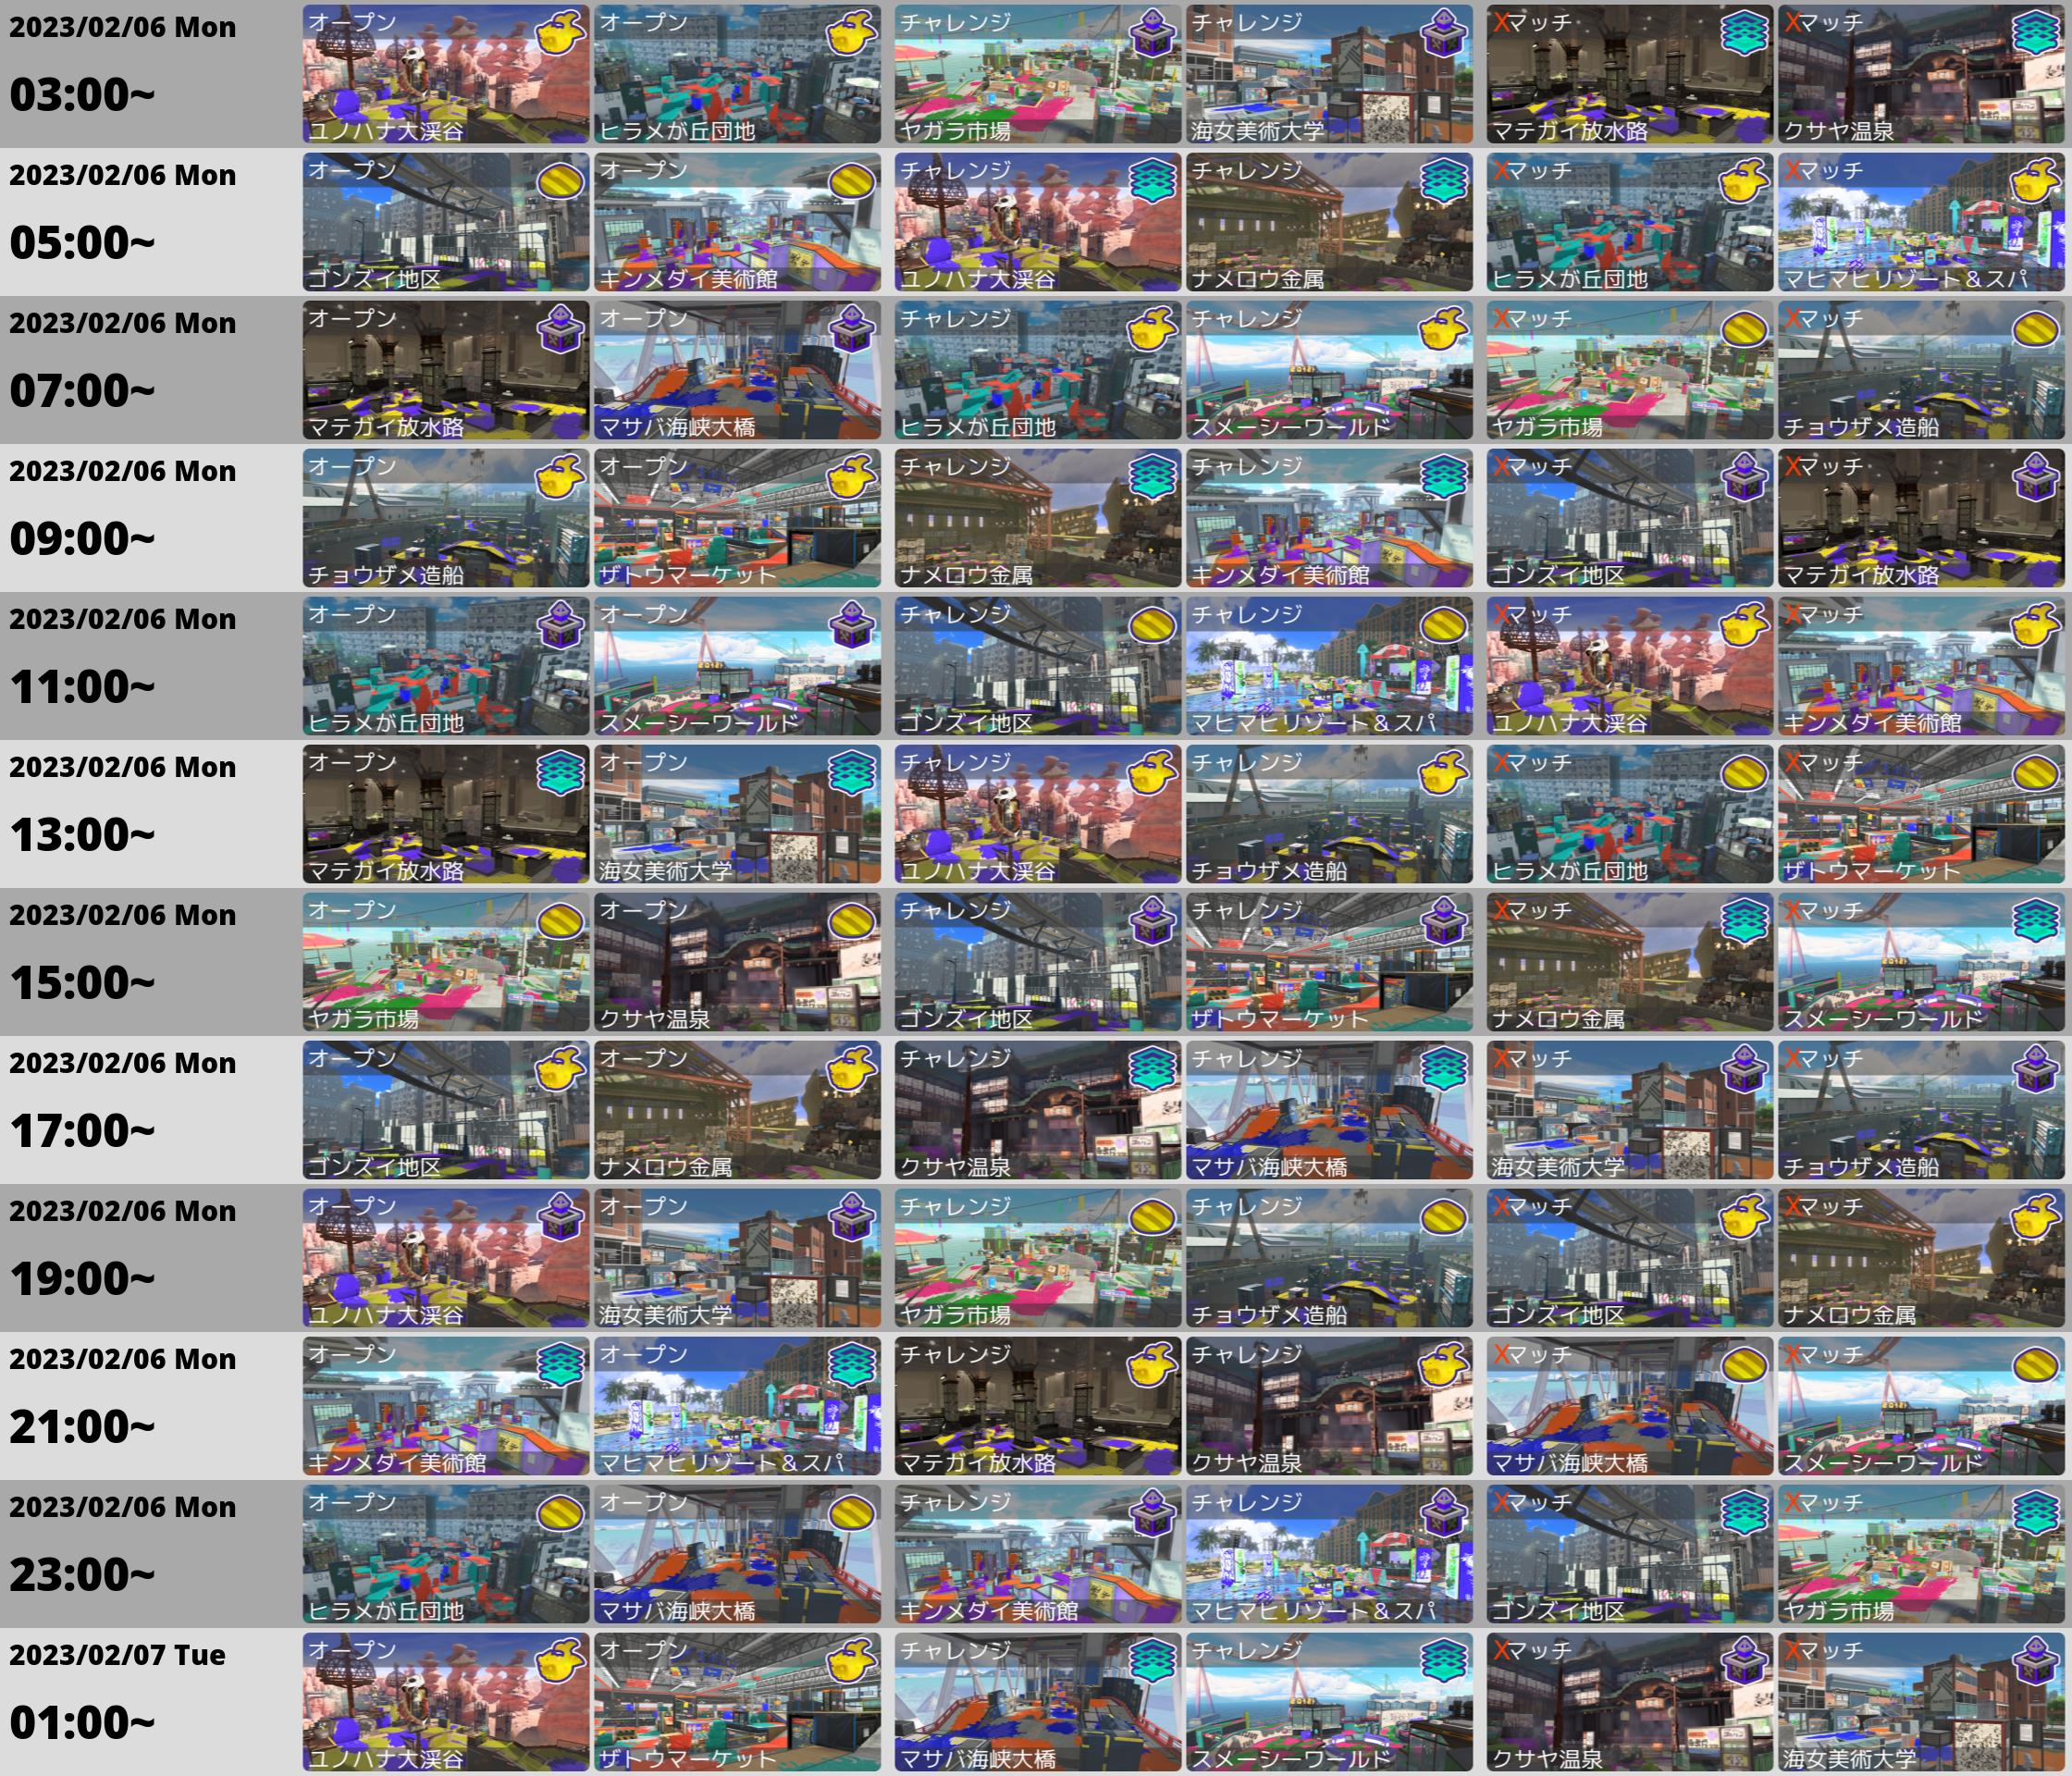 2023/02/06 Mon
03:00~
オープン オープン チャレンジ チャレンジ Xマッチ Xマッチ
ユノハナ大渓谷 ヒラメが丘団地 ヤガラ市場 海女美術大学 マテガイ放水路 クサヤ温泉
2023/02/06 Mon
05:00~
オープン オープン チャレンジ チャレンジ Xマッチ Xマッチ
ゴンズイ地区 キンメダイ美術館 ユノハナ大渓谷 ナメロウ金属 ヒラメが丘団地 マヒマヒリゾート＆スパ
2023/02/06 Mon
07:00~
オープン オープン チャレンジ チャレンジ Xマッチ Xマッチ
マテガイ放水路 マサバ海峡大橋 ヒラメが丘団地 スメーシーワールド ヤガラ市場 チョウザメ造船
2023/02/06 Mon
09:00~
オープン オープン チャレンジ チャレンジ Xマッチ Xマッチ
チョウザメ造船 ザトウマーケット ナメロウ金属 キンメダイ美術館 ゴンズイ地区 マテガイ放水路
2023/02/06 Mon
11:00~
オープン オープン チャレンジ チャレンジ Xマッチ Xマッチ
ヒラメが丘団地 スメーシーワールド ゴンズイ地区 マヒマヒリゾート＆スパ ユノハナ大渓谷 キンメダイ美術館
2023/02/06 Mon
13:00~
オープン オープン チャレンジ チャレンジ Xマッチ Xマッチ
マテガイ放水路 海女美術大学 ユノハナ大渓谷 チョウザメ造船 ヒラメが丘団地 ザトウマーケット
2023/02/06 Mon
15:00~
オープン オープン チャレンジ チャレンジ Xマッチ Xマッチ
ヤガラ市場 クサヤ温泉 ゴンズイ地区 ザトウマーケット ナメロウ金属 スメーシーワールド
2023/02/06 Mon
17:00~
オープン オープン チャレンジ チャレンジ Xマッチ Xマッチ
ゴンズイ地区 ナメロウ金属 クサヤ温泉 マサバ海峡大橋 海女美術大学 チョウザメ造船
2023/02/06 Mon
19:00~
オープン オープン チャレンジ チャレンジ Xマッチ Xマッチ
ユノハナ大渓谷 海女美術大学 ヤガラ市場 チョウザメ造船 ゴンズイ地区 ナメロウ金属
2023/02/06 Mon
21:00~
オープン オープン チャレンジ チャレンジ Xマッチ Xマッチ
キンメダイ美術館 マヒマヒリゾート＆スパ マテガイ放水路 クサヤ温泉 マサバ海峡大橋 スメーシーワールド
2023/02/06 Mon
23:00~
オープン オープン チャレンジ チャレンジ Xマッチ Xマッチ
ヒラメが丘団地 マサバ海峡大橋 キンメダイ美術館 マヒマヒリゾート＆スパ ゴンズイ地区 ヤガラ市場
2023/02/07 Tue
01:00~
オープン オープン チャレンジ チャレンジ Xマッチ Xマッチ
ユノハナ大渓谷 ザトウマーケット マサバ海峡大橋 スメーシーワールド クサヤ温泉 海女美術大学